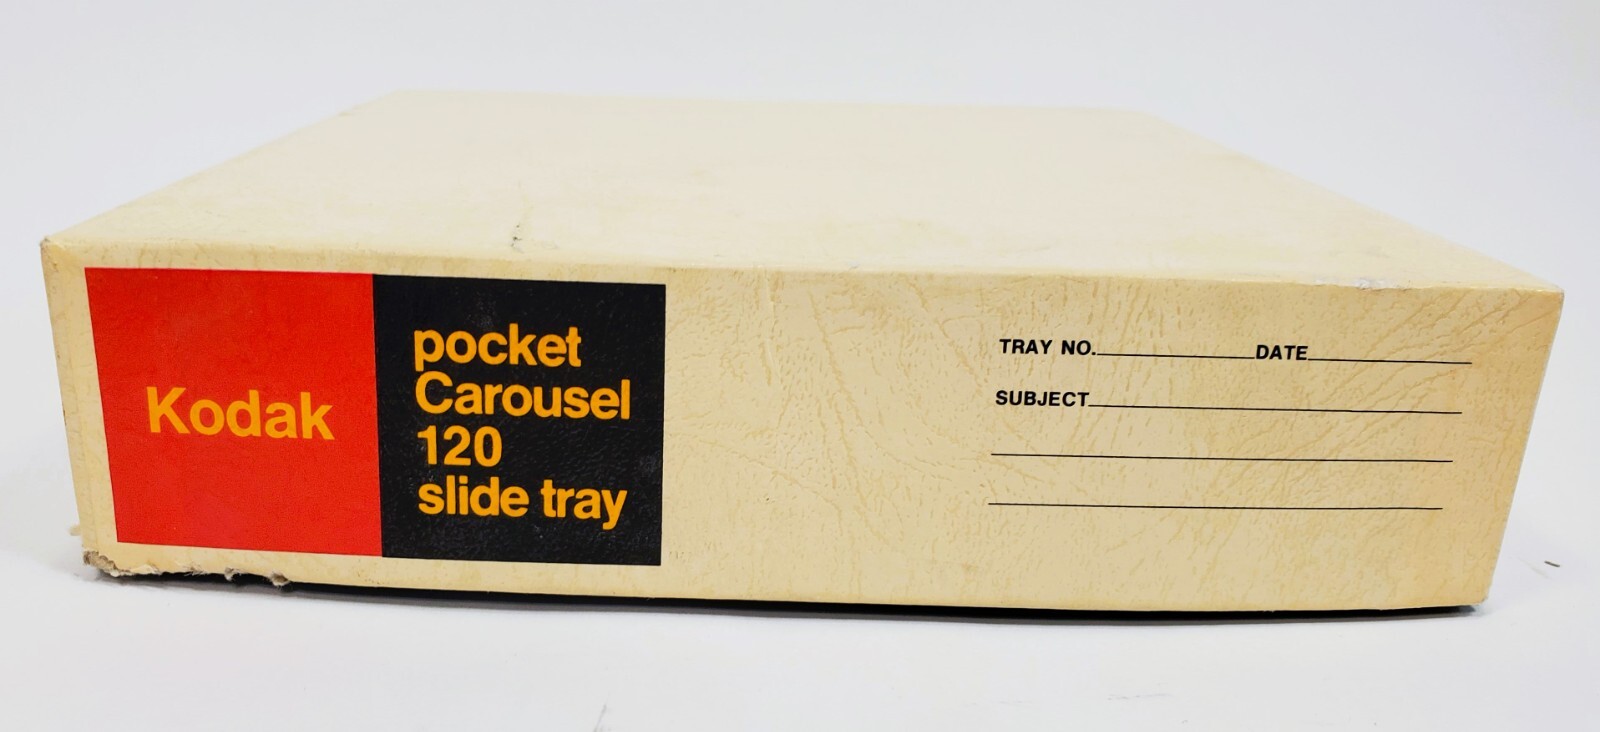 Kodak
pocket
Carousel
120
slide tray
TRAY NO. DATE
SUBJECT